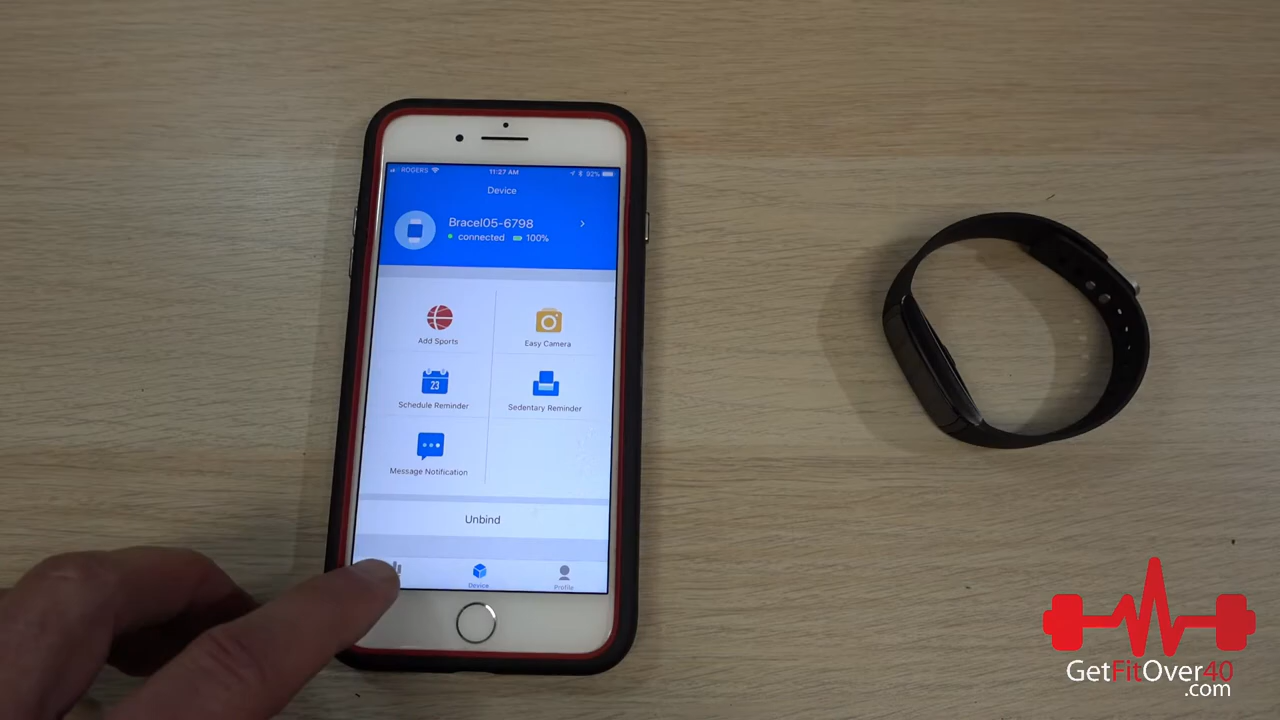 ROGERS 11:27 AM 92%
Device
Bracel05-6798
connected 100%
Add Sports
Easy Camera
Schedule Reminder
23
Sedentary Reminder
Message Notification
Unbind
Device
Profile
GetFitOver40
.com